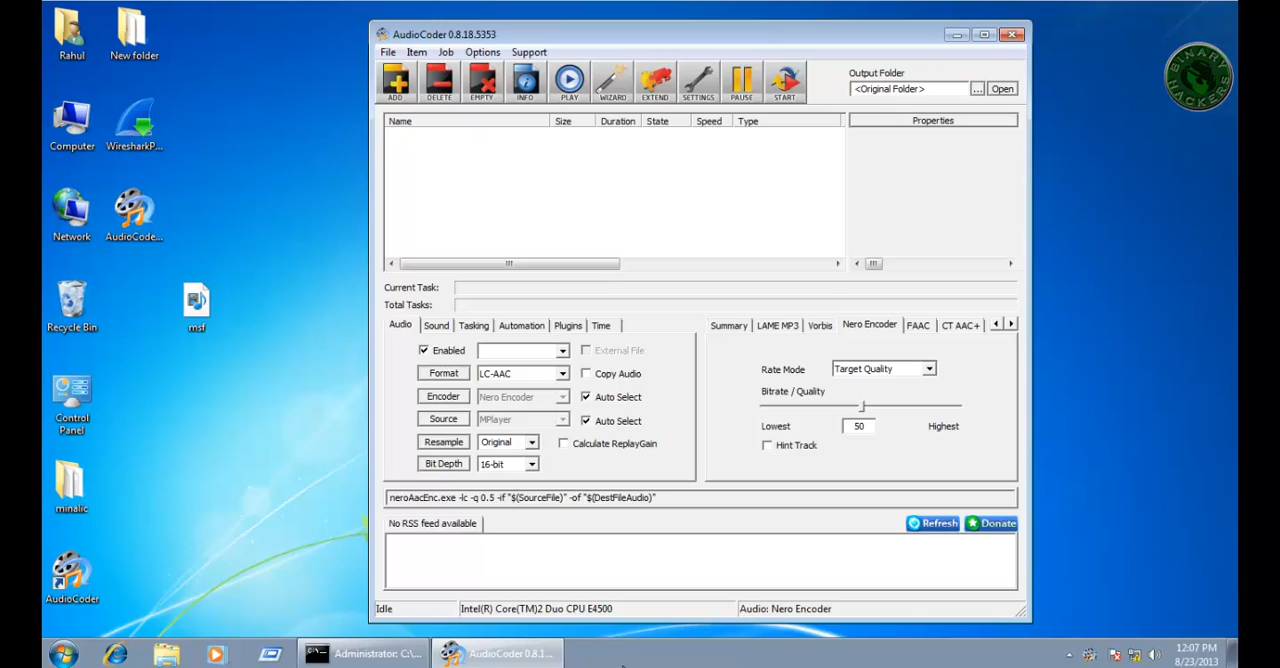 Rahul
New folder
Computer
WiresharkP...
Network
AudioCode...
Recycle Bin
msf
Control
Panel
minalic
AudioCoder
AudioCoder 0.8.18.5353
File Item Job Options Support
ADD DELETE EMPTY INFO PLAY WIZARD EXTEND SETTINGS PAUSE START
Output Folder
<Original Folder> ... Open
Name Size Duration State Speed Type Properties
Current Task:
Total Tasks:
Audio Sound Tasking Automation Plugins Time
Summary LAME MP3 Vorbis Nero Encoder FAAC CT AAC+
Enabled External File
Format LC-AAC Copy Audio
Encoder Nero Encoder Auto Select
Source MPlayer Auto Select
Resample Original Calculate ReplayGain
Bit Depth 16-bit
Rate Mode Target Quality
Bitrate / Quality
Lowest 50 Highest
Hint Track
neroAacEnc.exe -lc -q 0.5 -if "$(SourceFile)" -of "$(DestFileAudio)"
No RSS feed available Refresh Donate
Idle Intel(R) Core(TM)2 Duo CPU E4500 Audio: Nero Encoder
Administrator: C:\... AudioCoder 0.8.1...
12:07 PM
8/23/2013
BINARY
HACKERS